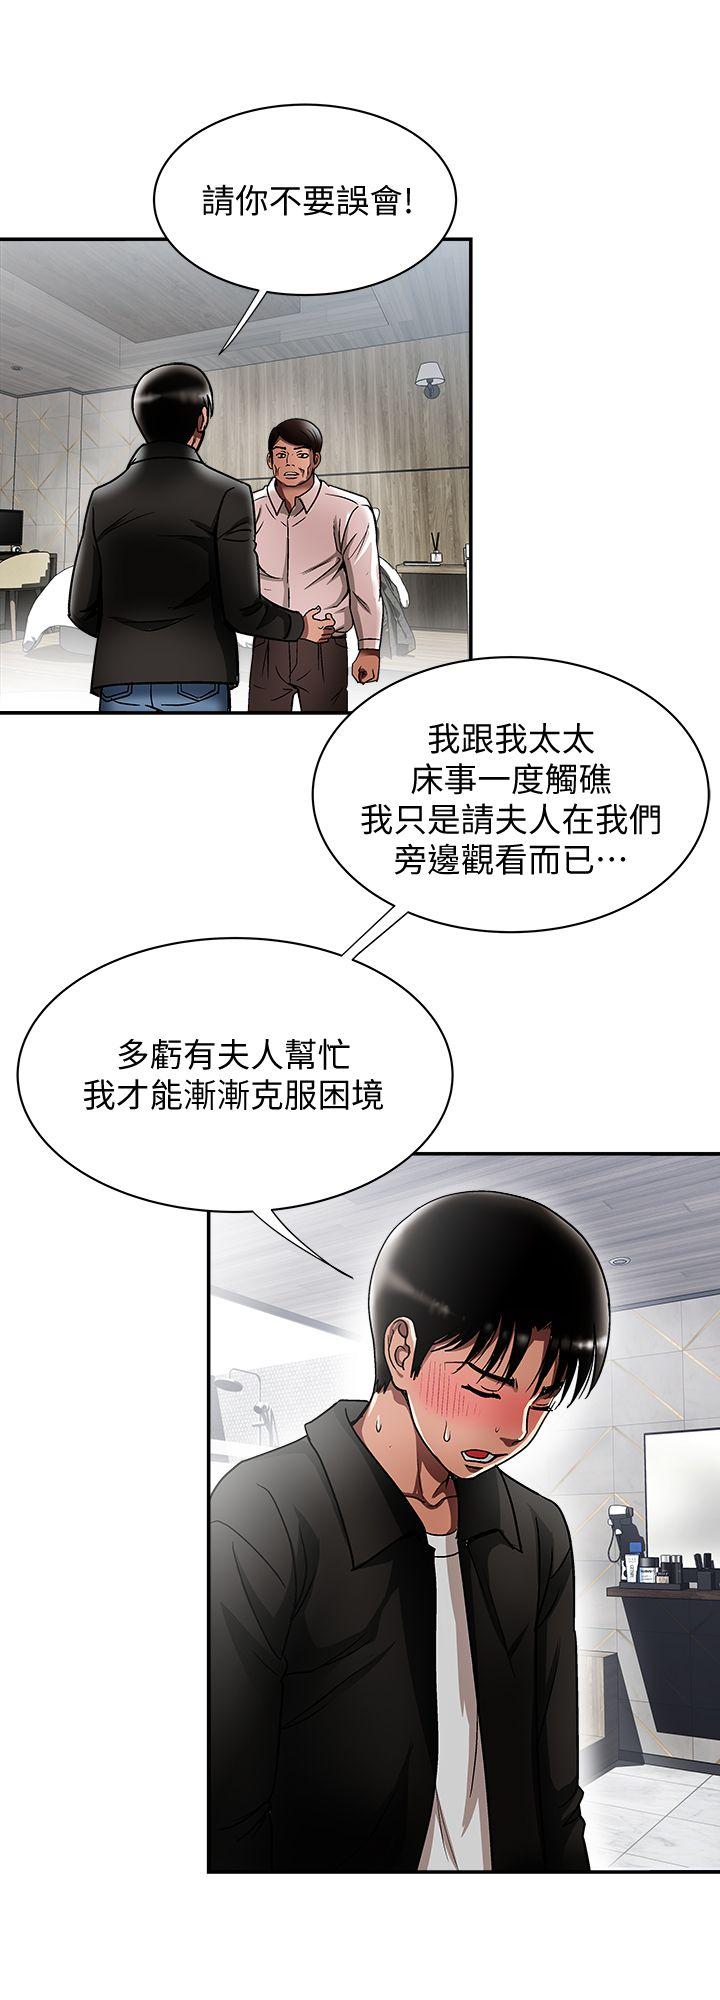 請你不要誤會!
我跟我太太
床事一度觸礁
我只是請夫人在我們
旁邊觀看而已…
多虧有夫人幫忙
我才能漸漸克服困境